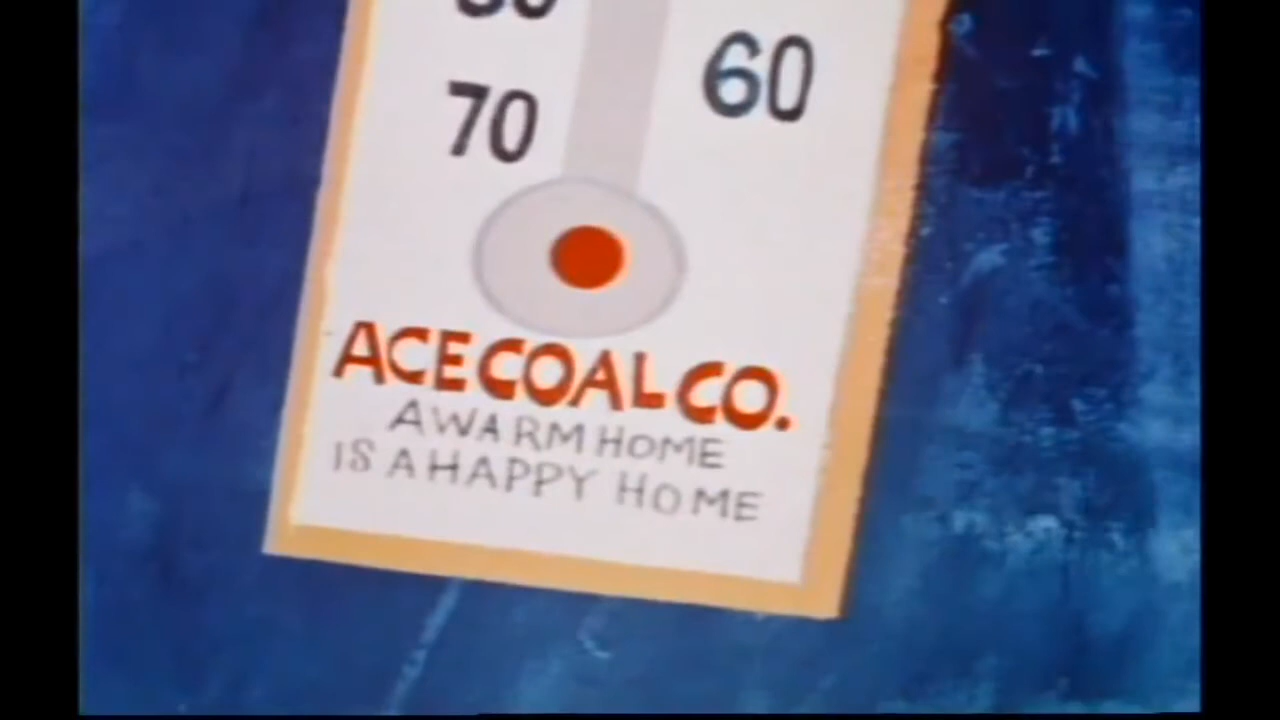 60
70
ACE COAL CO.
A WARM HOME
IS A HAPPY HOME